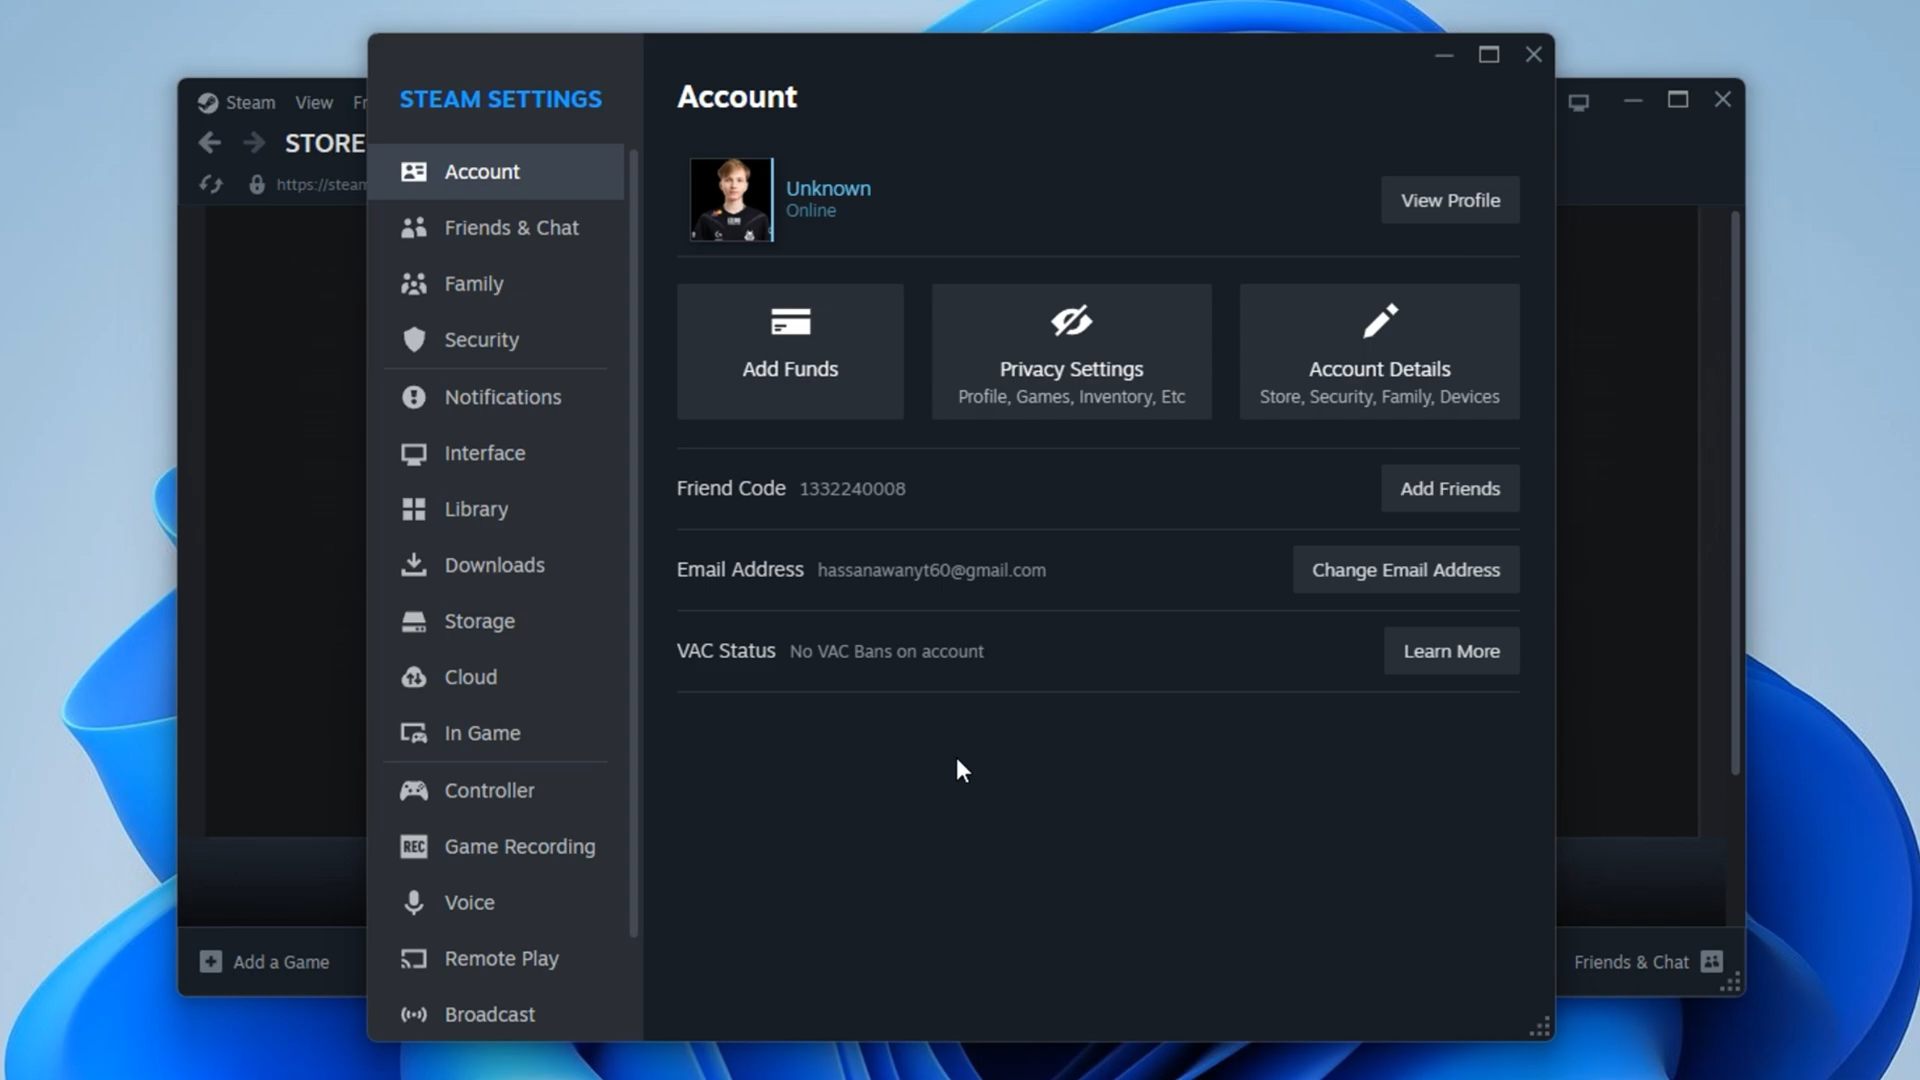 Steam View Fr
STORE
https://steam
STEAM SETTINGS
Account
Friends & Chat
Family
Security
Notifications
Interface
Library
Downloads
Storage
Cloud
In Game
Controller
REC Game Recording
Voice
Remote Play
Broadcast
Account
Unknown
Online
View Profile
Add Funds
Privacy Settings
Profile, Games, Inventory, Etc
Account Details
Store, Security, Family, Devices
Friend Code 1332240008
Add Friends
Email Address hassanawanyt60@gmail.com
Change Email Address
VAC Status No VAC Bans on account
Learn More
Add a Game
Friends & Chat